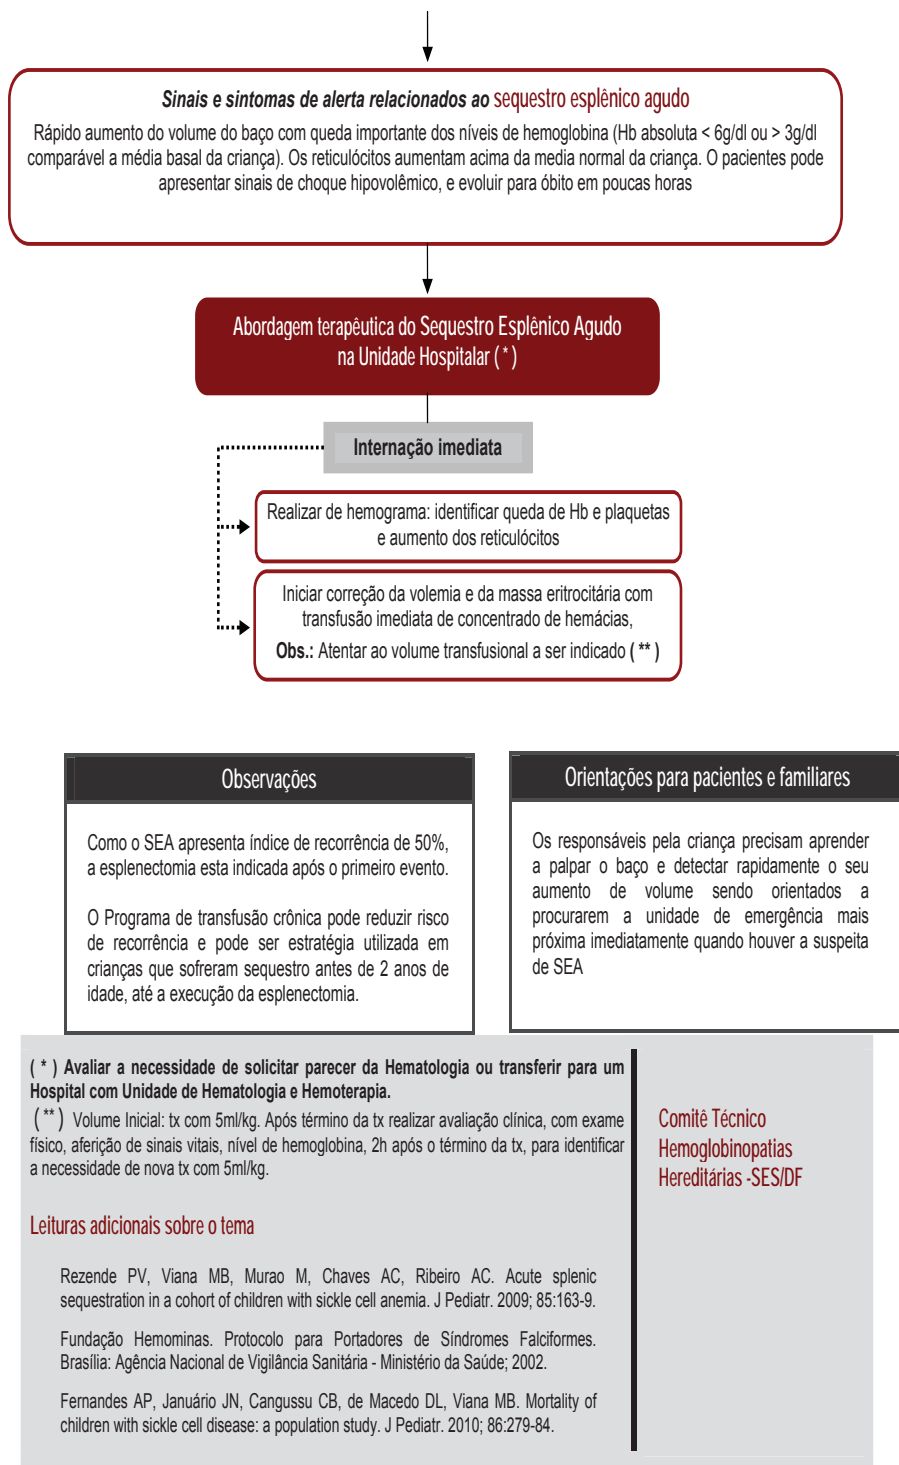 Sinais e sintomas de alerta relacionados ao sequestro esplênico agudo
Rápido aumento do volume do baço com queda importante dos níveis de hemoglobina (Hb absoluta < 6g/dl ou > 3g/dl
comparável a média basal da criança). Os reticulócitos aumentam acima da media normal da criança. O pacientes pode
apresentar sinais de choque hipovolêmico, e evoluir para óbito em poucas horas
Abordagem terapêutica do Sequestro Esplênico Agudo
na Unidade Hospitalar ( * )
Internação imediata
Realizar de hemograma: identificar queda de Hb e plaquetas
e aumento dos reticulócitos
Iniciar correção da volemia e da massa eritrocitária com
transfusão imediata de concentrado de hemácias,
Obs.: Atentar ao volume transfusional a ser indicado ( ** )
Observações
Como o SEA apresenta índice de recorrência de 50%,
a esplenectomia esta indicada após o primeiro evento.
O Programa de transfusão crônica pode reduzir risco
de recorrência e pode ser estratégia utilizada em
crianças que sofreram sequestro antes de 2 anos de
idade, até a execução da esplenectomia.
Orientações para pacientes e familiares
Os responsáveis pela criança precisam aprender
a palpar o baço e detectar rapidamente o seu
aumento de volume sendo orientados a
procurarem a unidade de emergência mais
próxima imediatamente quando houver a suspeita
de SEA
( * ) Avaliar a necessidade de solicitar parecer da Hematologia ou transferir para um
Hospital com Unidade de Hematologia e Hemoterapia.
( ** ) Volume Inicial: tx com 5ml/kg. Após término da tx realizar avaliação clínica, com exame
físico, aferição de sinais vitais, nível de hemoglobina, 2h após o término da tx, para identificar
a necessidade de nova tx com 5ml/kg.
Leituras adicionais sobre o tema
Rezende PV, Viana MB, Murao M, Chaves AC, Ribeiro AC. Acute splenic
sequestration in a cohort of children with sickle cell anemia. J Pediatr. 2009; 85:163-9.
Fundação Hemominas. Protocolo para Portadores de Síndromes Falciformes.
Brasília: Agência Nacional de Vigilância Sanitária - Ministério da Saúde; 2002.
Fernandes AP, Januário JN, Cangussu CB, de Macedo DL, Viana MB. Mortality of
children with sickle cell disease: a population study. J Pediatr. 2010; 86:279-84.
Comitê Técnico
Hemoglobinopatias
Hereditárias -SES/DF